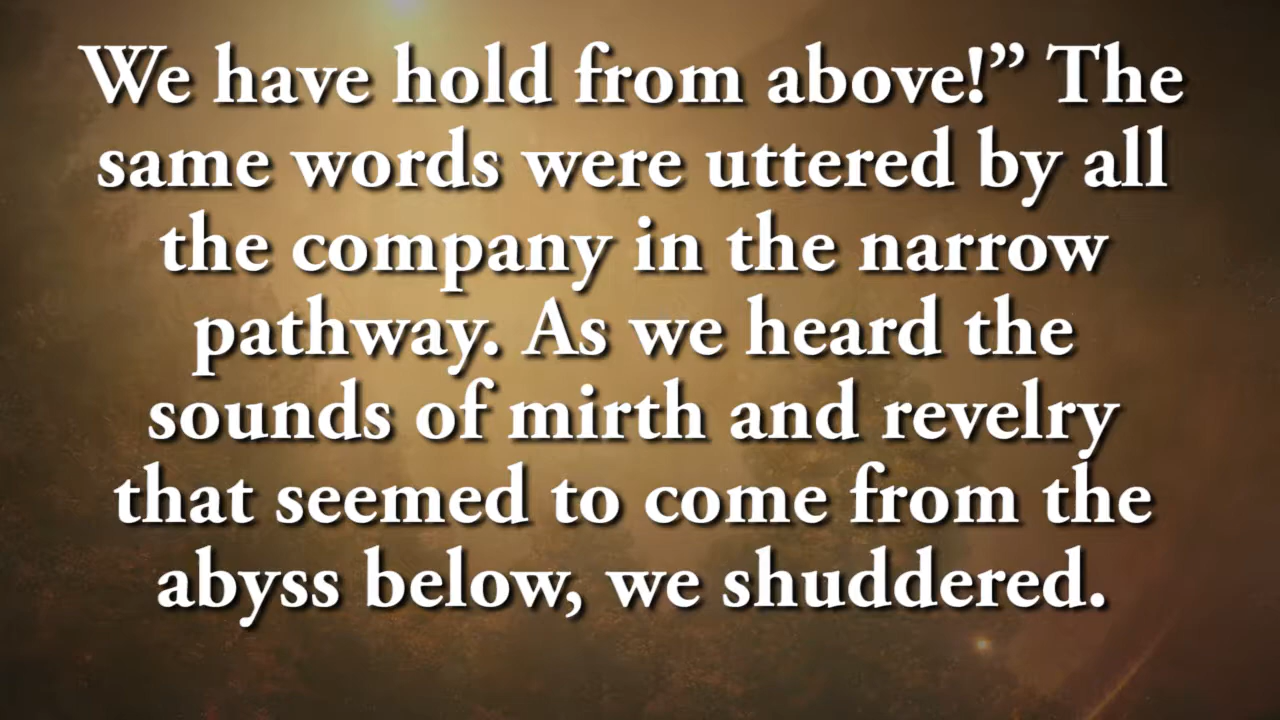 We have hold from above!” The
same words were uttered by all
the company in the narrow
pathway. As we heard the
sounds of mirth and revelry
that seemed to come from the
abyss below, we shuddered.